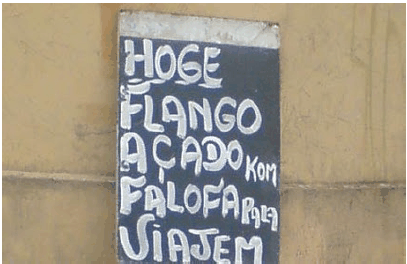 HOGE
FLANGO
AÇADO KOM
FALOFA PALA
VIAJEM